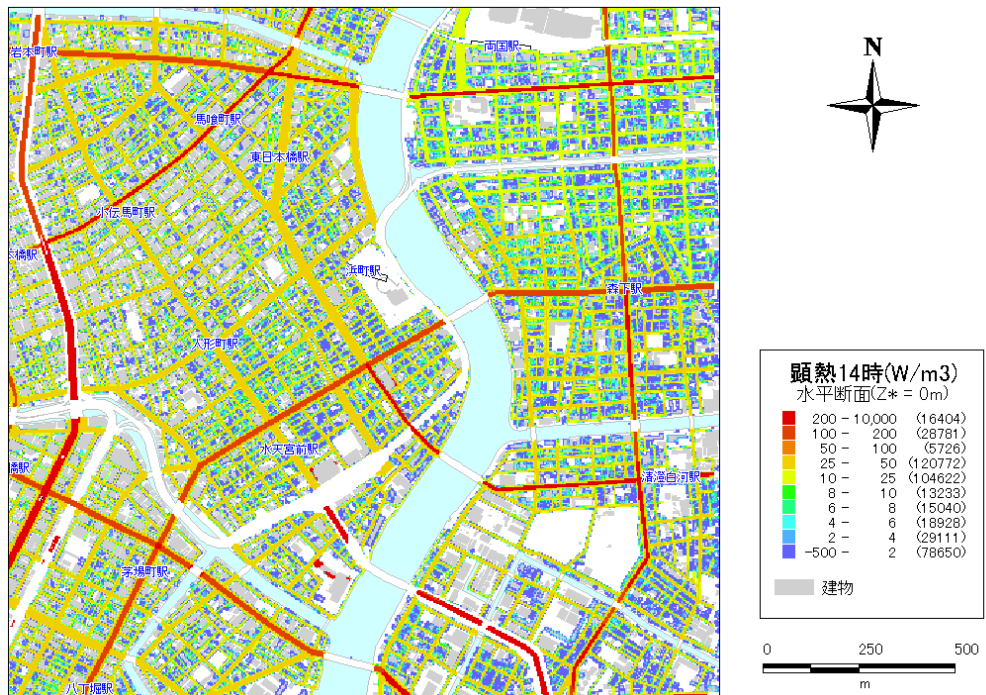 岩本町駅
両国駅
馬喰町駅
東日本橋駅
小伝馬町駅
橋駅
浜町駅
森下駅
人形町駅
水天宮前駅
橋駅
清澄白河駅
茅場町駅
八丁堀駅
N
顕熱14時(W/m3)
水平断面(Z* = 0m)
200 - 10,000 (16404)
100 - 200 (28781)
50 - 100 (5726)
25 - 50 (120772)
10 - 25 (104622)
8 - 10 (13233)
6 - 8 (15040)
4 - 6 (18928)
2 - 4 (29111)
-500 - 2 (78650)
建物
0 250 500
m